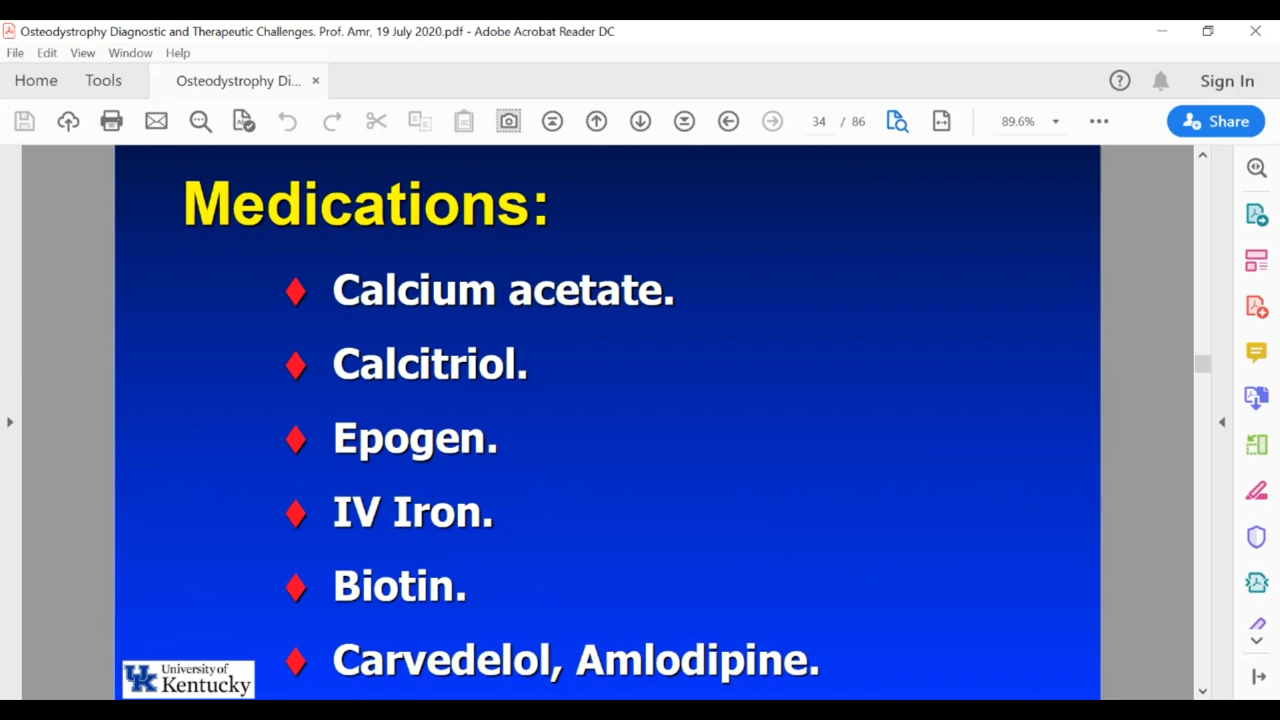 Osteodystrophy Diagnostic and Therapeutic Challenges. Prof. Amr, 19 July 2020.pdf - Adobe Acrobat Reader DC
File Edit View Window Help
Home Tools Osteodystrophy Di... × Sign In
34 / 86 89.6% Share
Medications:
Calcium acetate.
Calcitriol.
Epogen.
IV Iron.
Biotin.
Carvedelol, Amlodipine.
UK University of
Kentucky